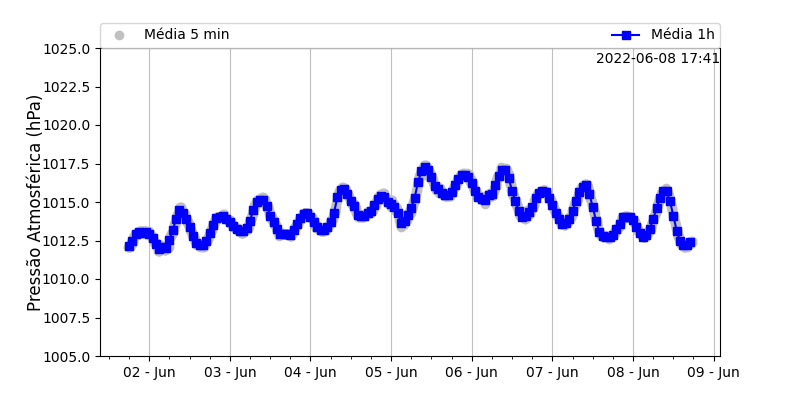 Média 5 min
Média 1h
2022-06-08 17:41
Pressão Atmosférica (hPa)
1025.0
1022.5
1020.0
1017.5
1015.0
1012.5
1010.0
1007.5
1005.0
02 - Jun
03 - Jun
04 - Jun
05 - Jun
06 - Jun
07 - Jun
08 - Jun
09 - Jun